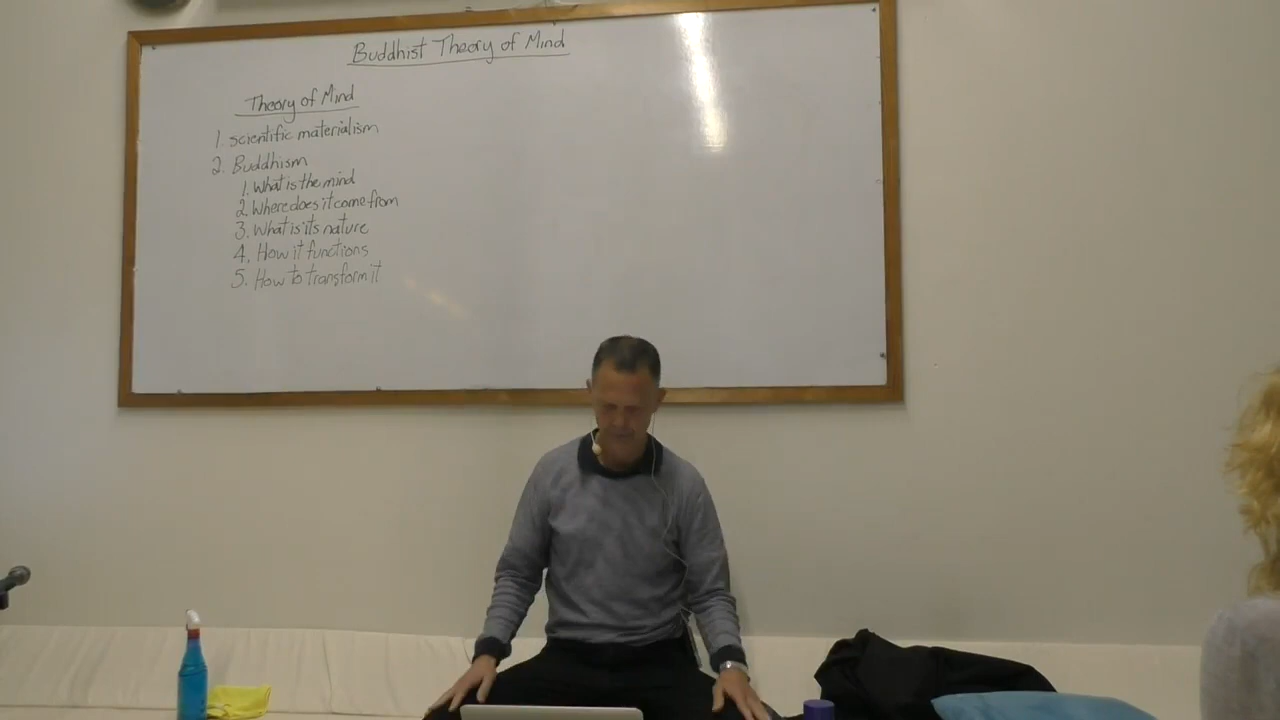 Buddhist Theory of Mind
Theory of Mind
1. scientific materialism
2. Buddhism
1. What is the mind
2. Where does it come from
3. What is its nature
4. How it functions
5. How to transform it